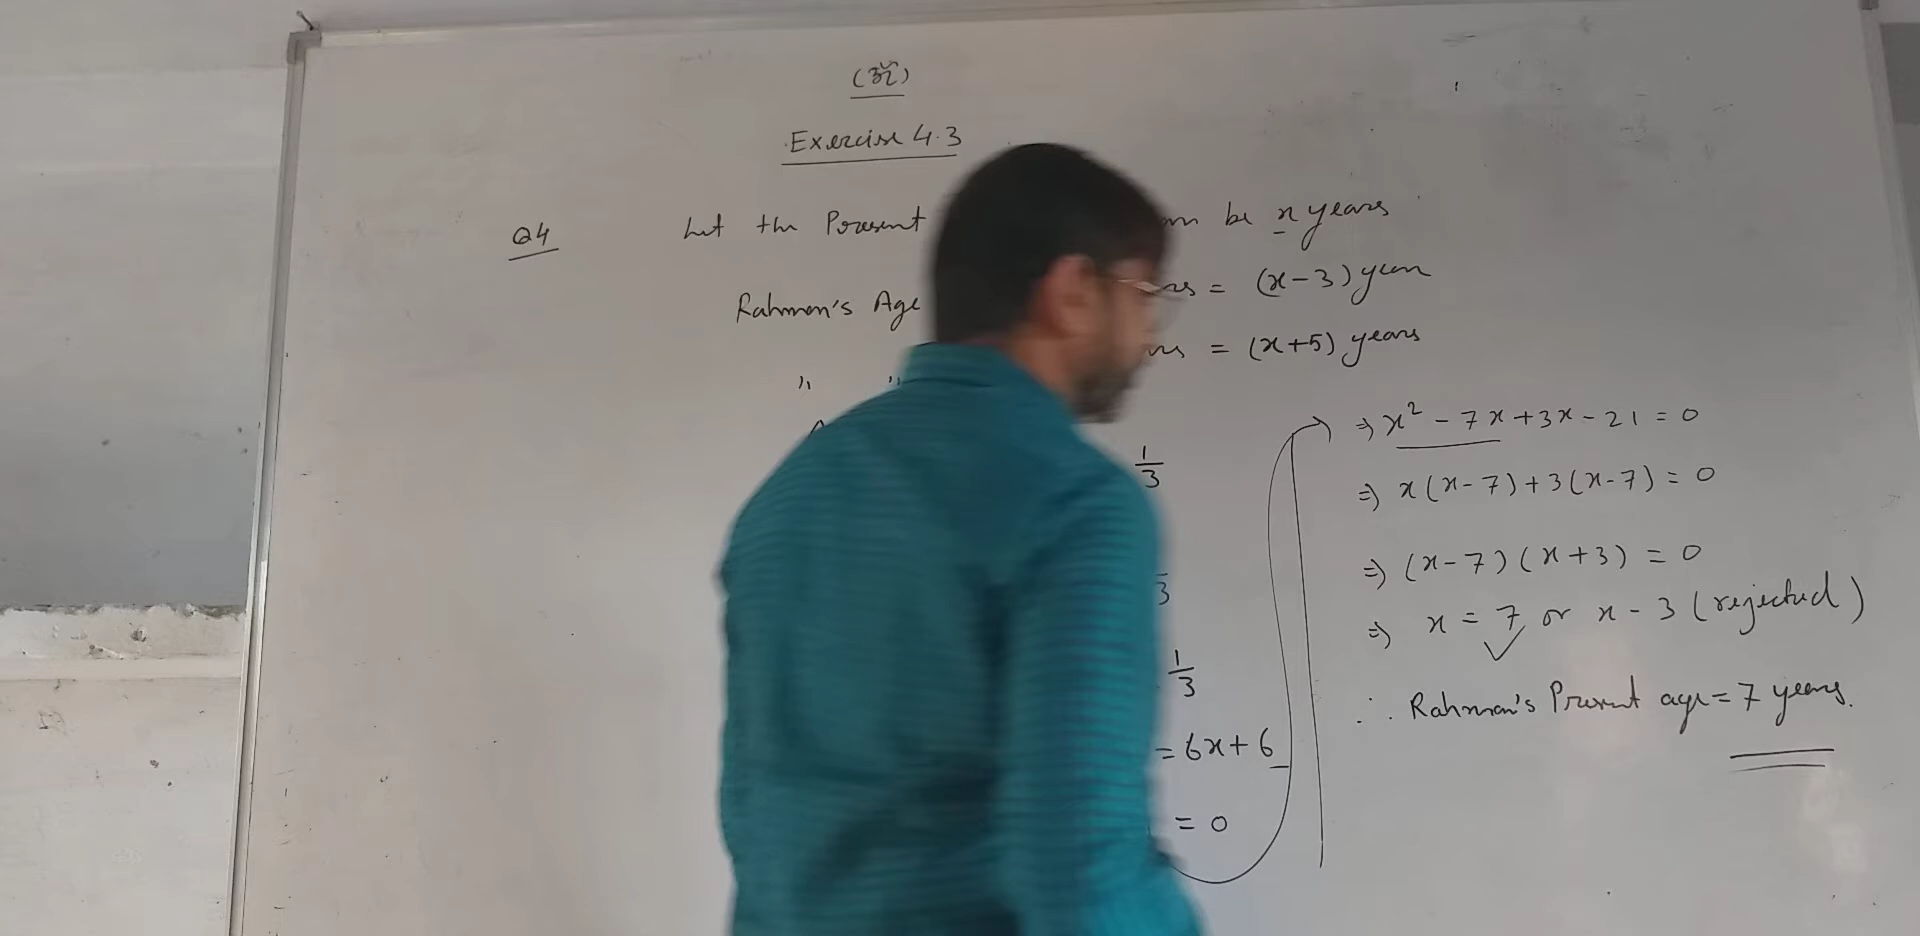 (ॐ)
Exercise 4.3
Q4 Let the Present be x years
Rahman's Age = (x-3) years
" " = (x+5) years
1/3
3
1/3
= 6x+6
= 0
⇒ x² - 7x + 3x - 21 = 0
⇒ x(x-7)+3(x-7) = 0
⇒ (x-7)(x+3) = 0
⇒ x = 7 or x - 3 (rejected)
∴ Rahman's Present age = 7 years.